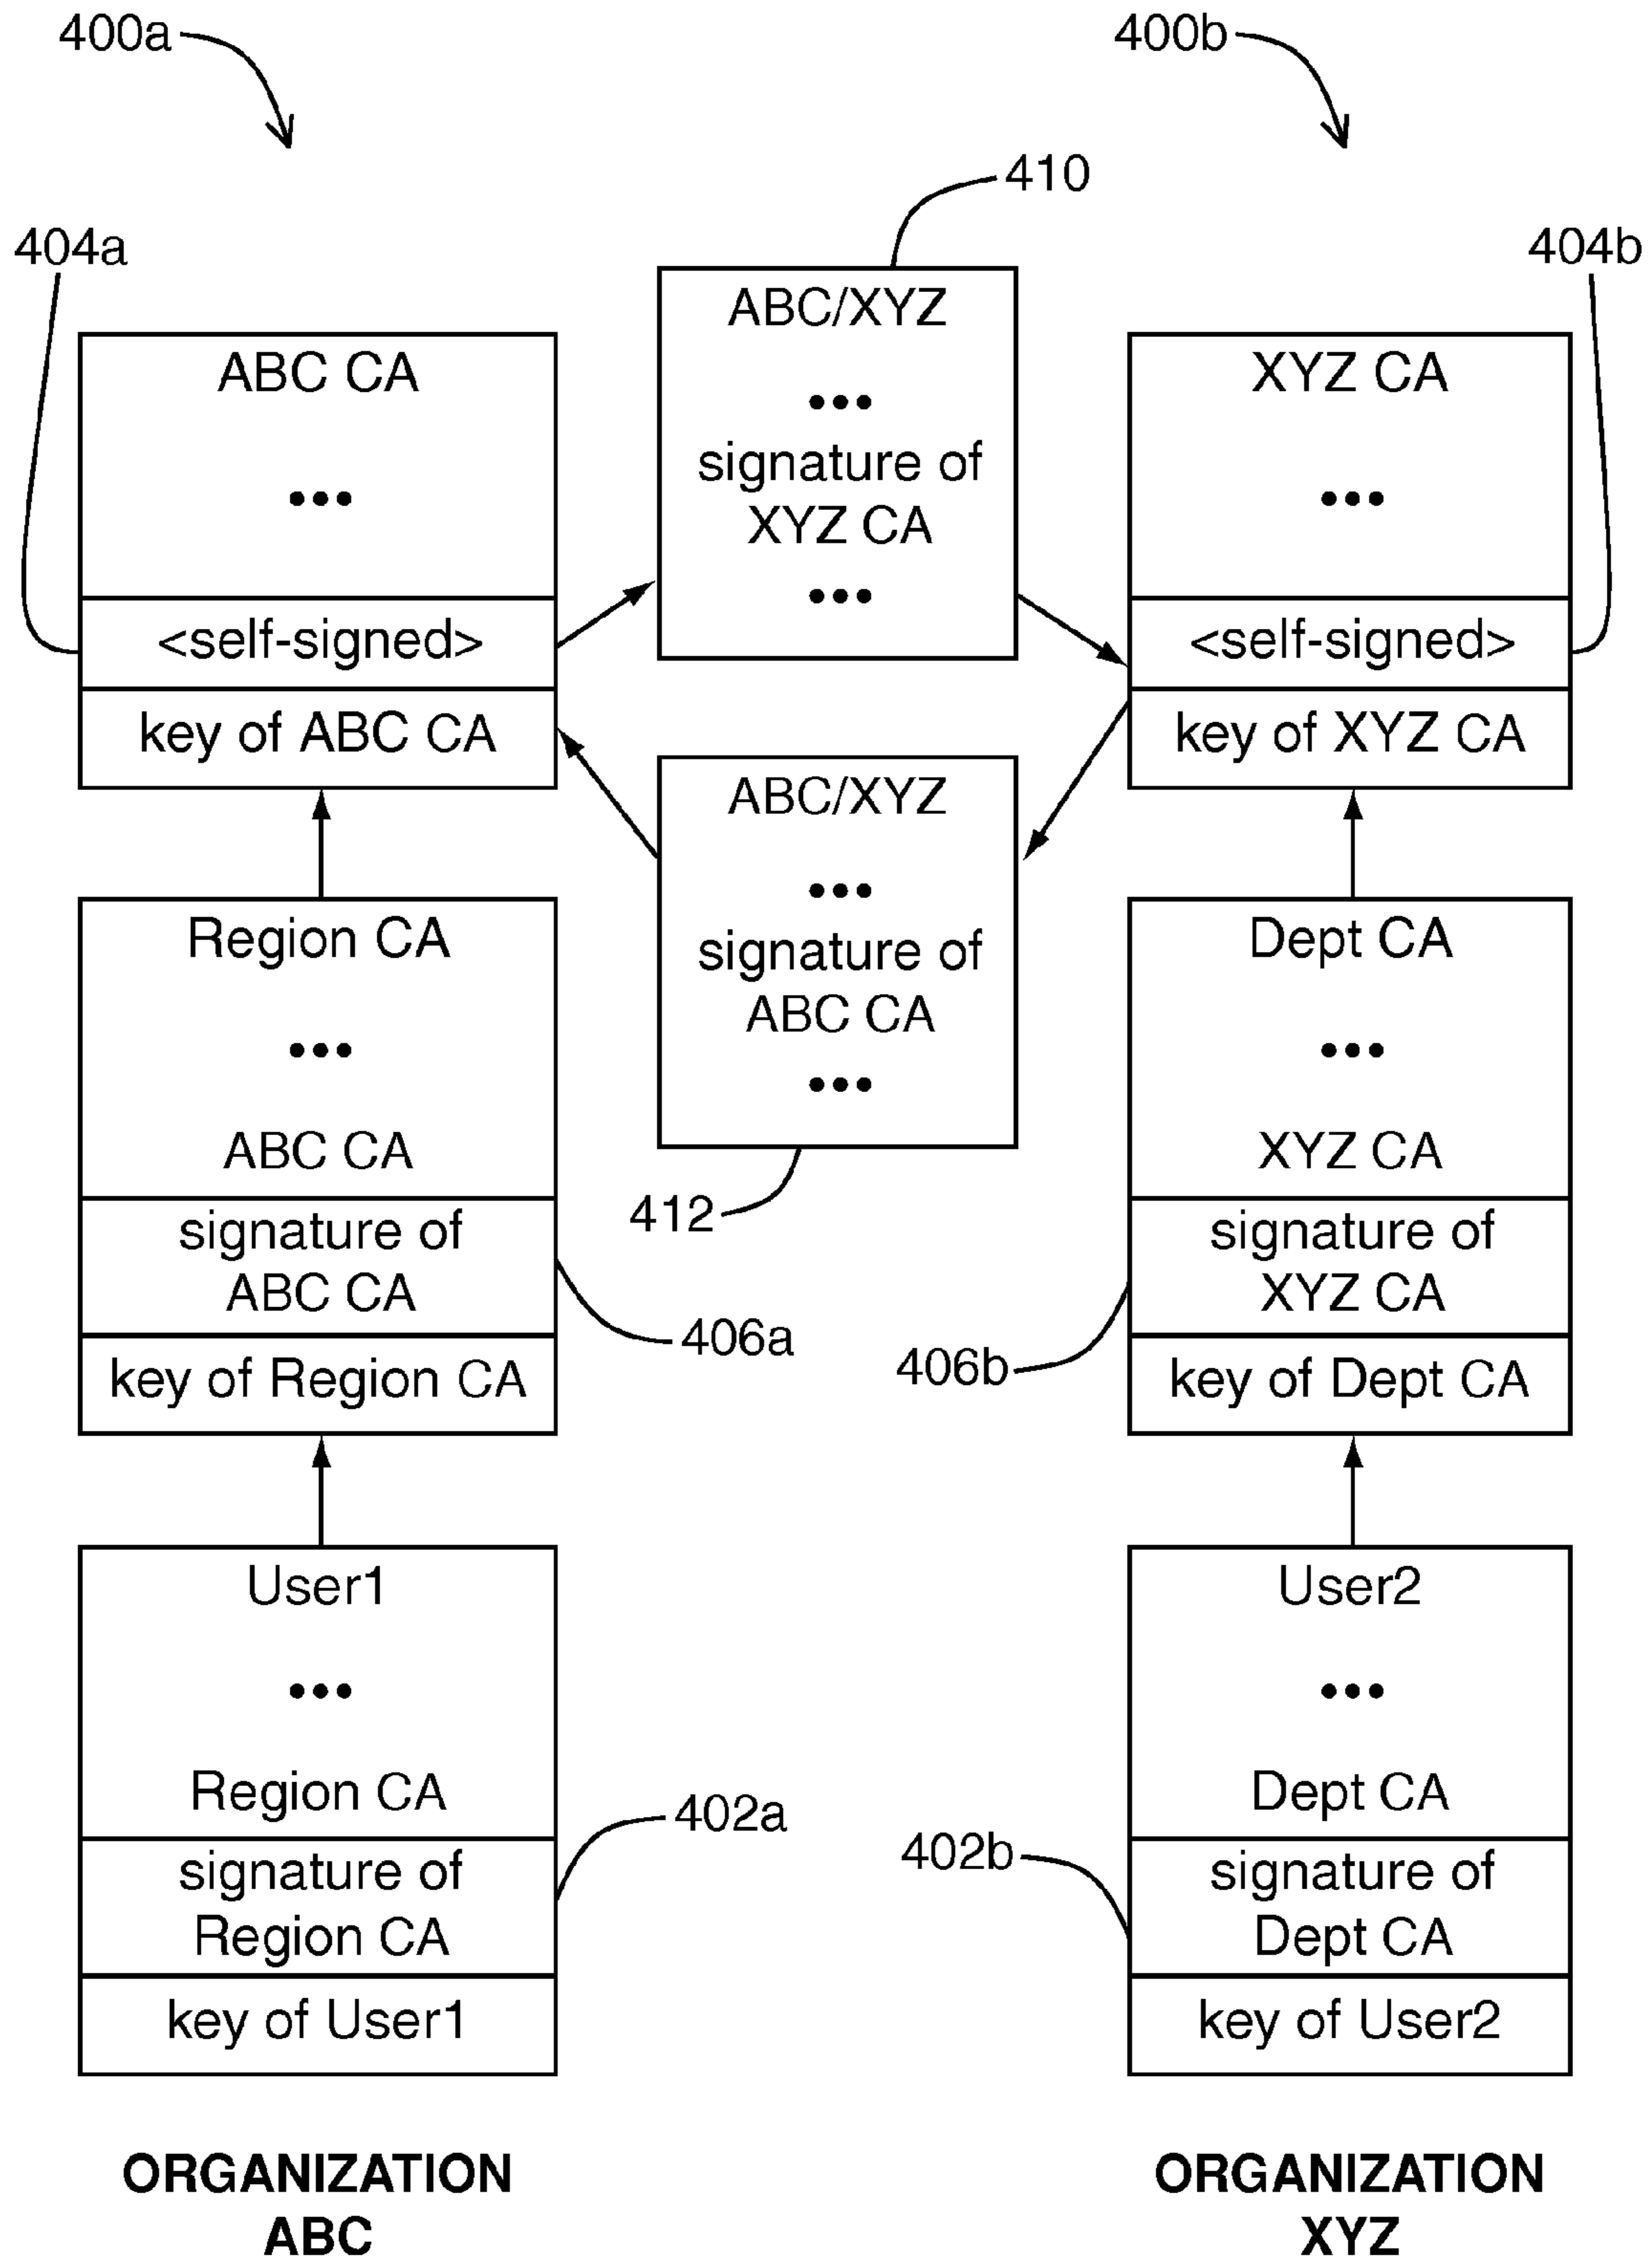 400a
400b
410
404a
404b
ABC/XYZ
•••
signature of
XYZ CA
•••
ABC CA
•••
<self-signed>
key of ABC CA
XYZ CA
•••
<self-signed>
key of XYZ CA
ABC/XYZ
•••
signature of
ABC CA
•••
412
Region CA
•••
ABC CA
signature of
ABC CA
key of Region CA
406a
Dept CA
•••
XYZ CA
signature of
XYZ CA
key of Dept CA
406b
User1
•••
Region CA
signature of
Region CA
key of User1
402a
User2
•••
Dept CA
signature of
Dept CA
key of User2
402b
ORGANIZATION
ABC
ORGANIZATION
XYZ